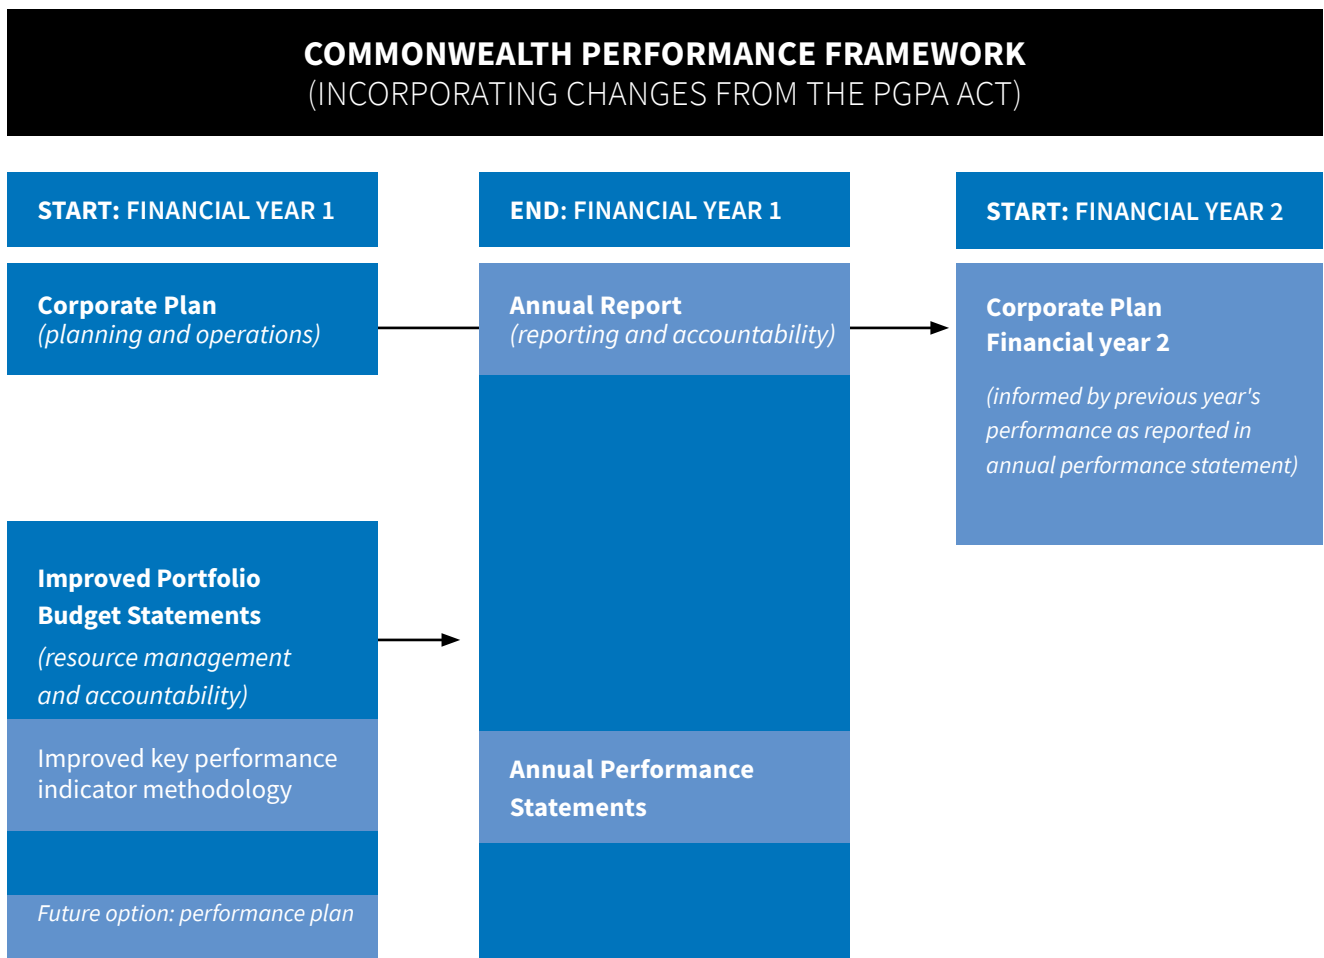 COMMONWEALTH PERFORMANCE FRAMEWORK
(INCORPORATING CHANGES FROM THE PGPA ACT)
START: FINANCIAL YEAR 1
Corporate Plan
(planning and operations)
Improved Portfolio
Budget Statements
(resource management
and accountability)
Improved key performance
indicator methodology
Future option: performance plan
END: FINANCIAL YEAR 1
Annual Report
(reporting and accountability)
Annual Performance
Statements
START: FINANCIAL YEAR 2
Corporate Plan
Financial year 2
(informed by previous year's
performance as reported in
annual performance statement)